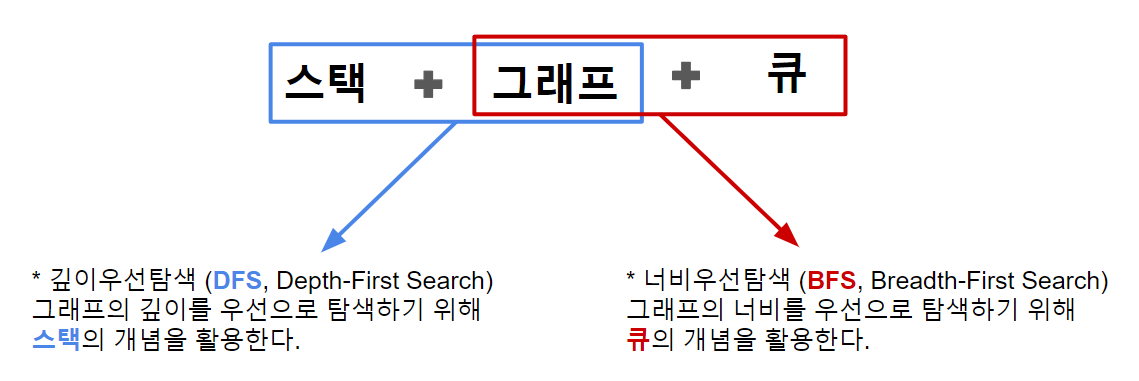 스택 + 그래프 + 큐
* 깊이우선탐색 (DFS, Depth-First Search)
그래프의 깊이를 우선으로 탐색하기 위해
스택의 개념을 활용한다.
* 너비우선탐색 (BFS, Breadth-First Search)
그래프의 너비를 우선으로 탐색하기 위해
큐의 개념을 활용한다.